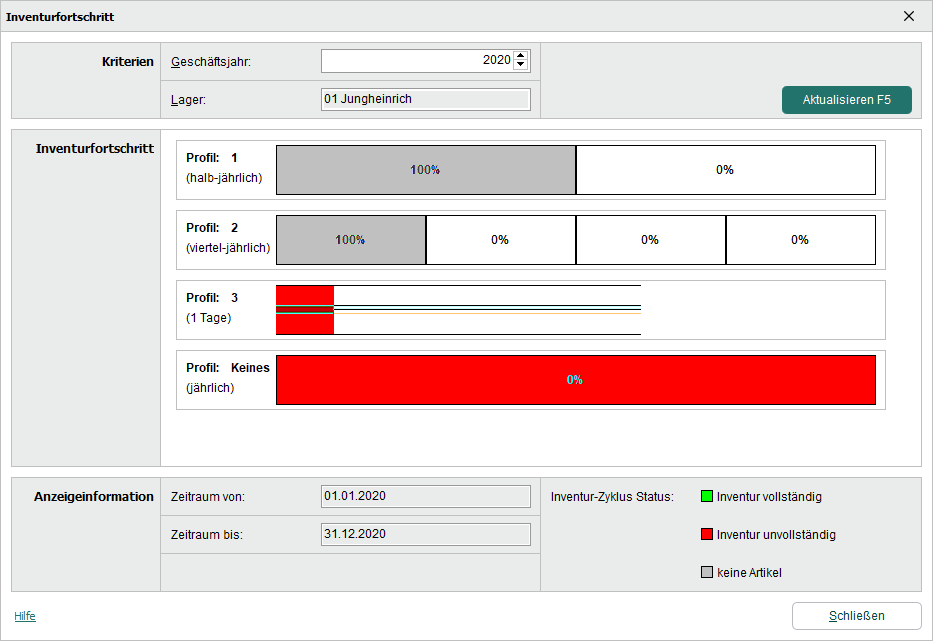 Inventurfortschritt
Kriterien
Geschäftsjahr:
2020
Lager:
01 Jungheinrich
Aktualisieren F5
Inventurfortschritt
Profil: 1
(halb-jährlich)
100%
0%
Profil: 2
(viertel-jährlich)
100%
0%
0%
0%
Profil: 3
(1 Tage)
Profil: Keines
(jährlich)
0%
Anzeigeinformation
Zeitraum von:
01.01.2020
Zeitraum bis:
31.12.2020
Inventur-Zyklus Status:
Inventur vollständig
Inventur unvollständig
keine Artikel
Hilfe
Schließen